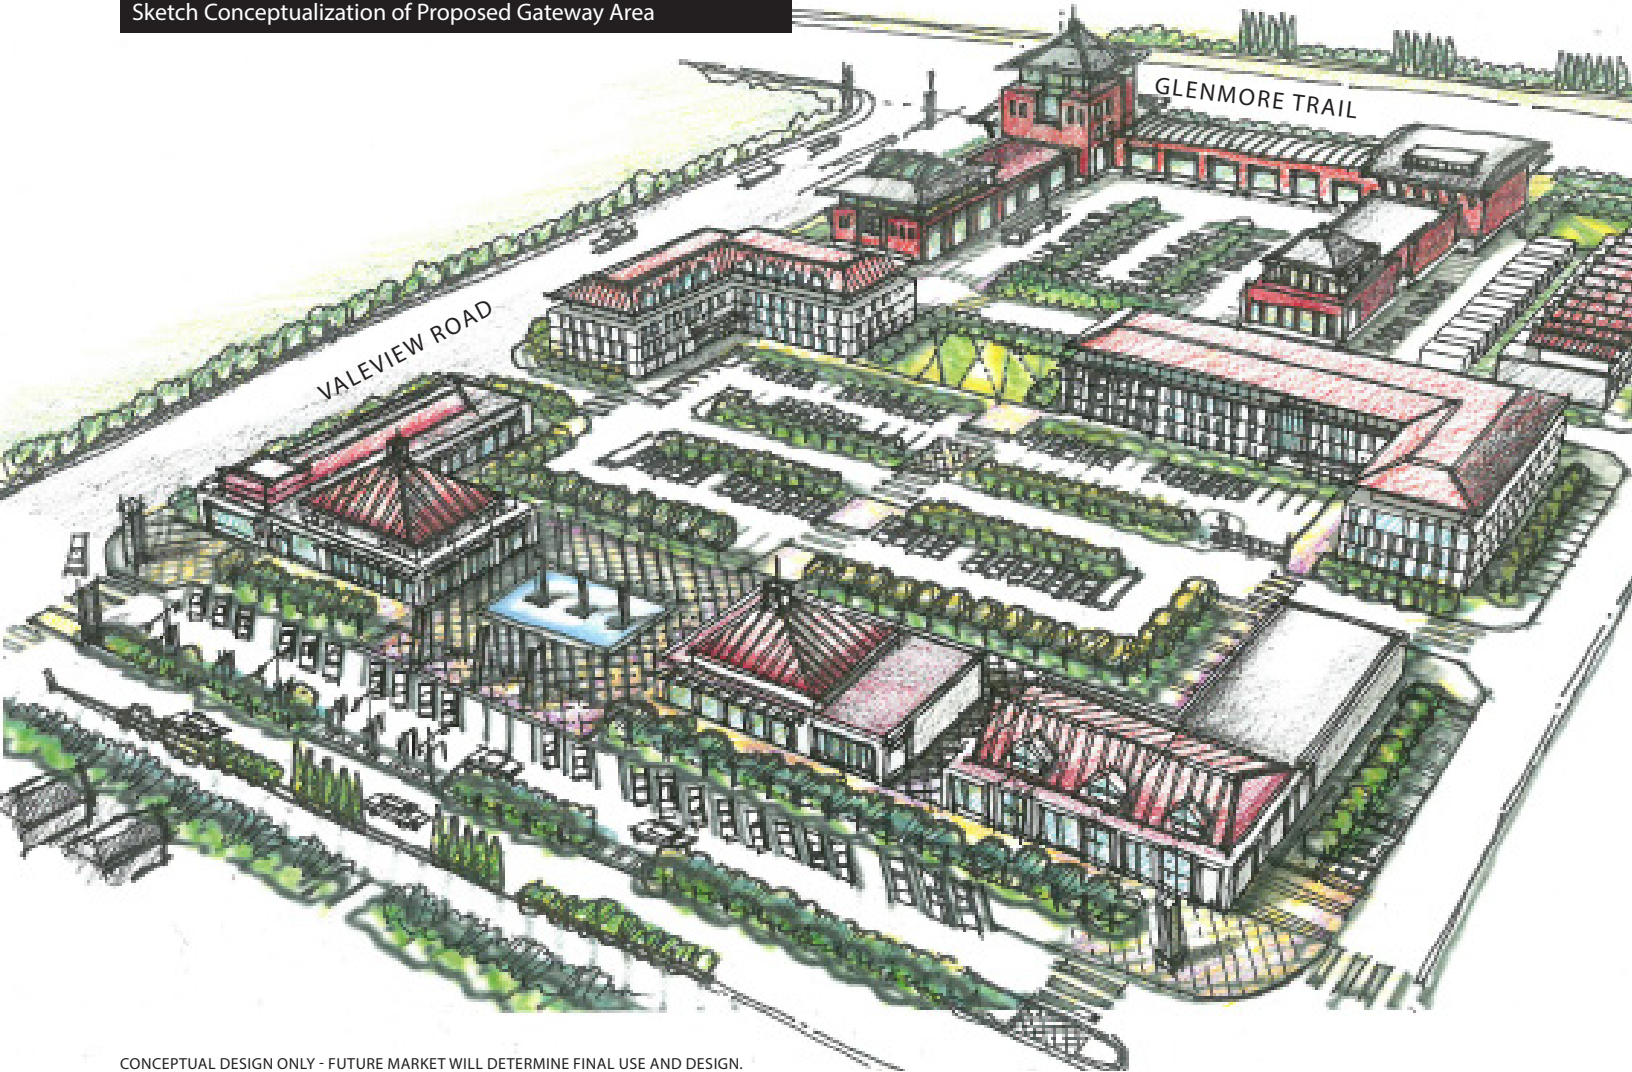 Sketch Conceptualization of Proposed Gateway Area
GLENMORE TRAIL
VALEVIEW ROAD
CONCEPTUAL DESIGN ONLY - FUTURE MARKET WILL DETERMINE FINAL USE AND DESIGN.